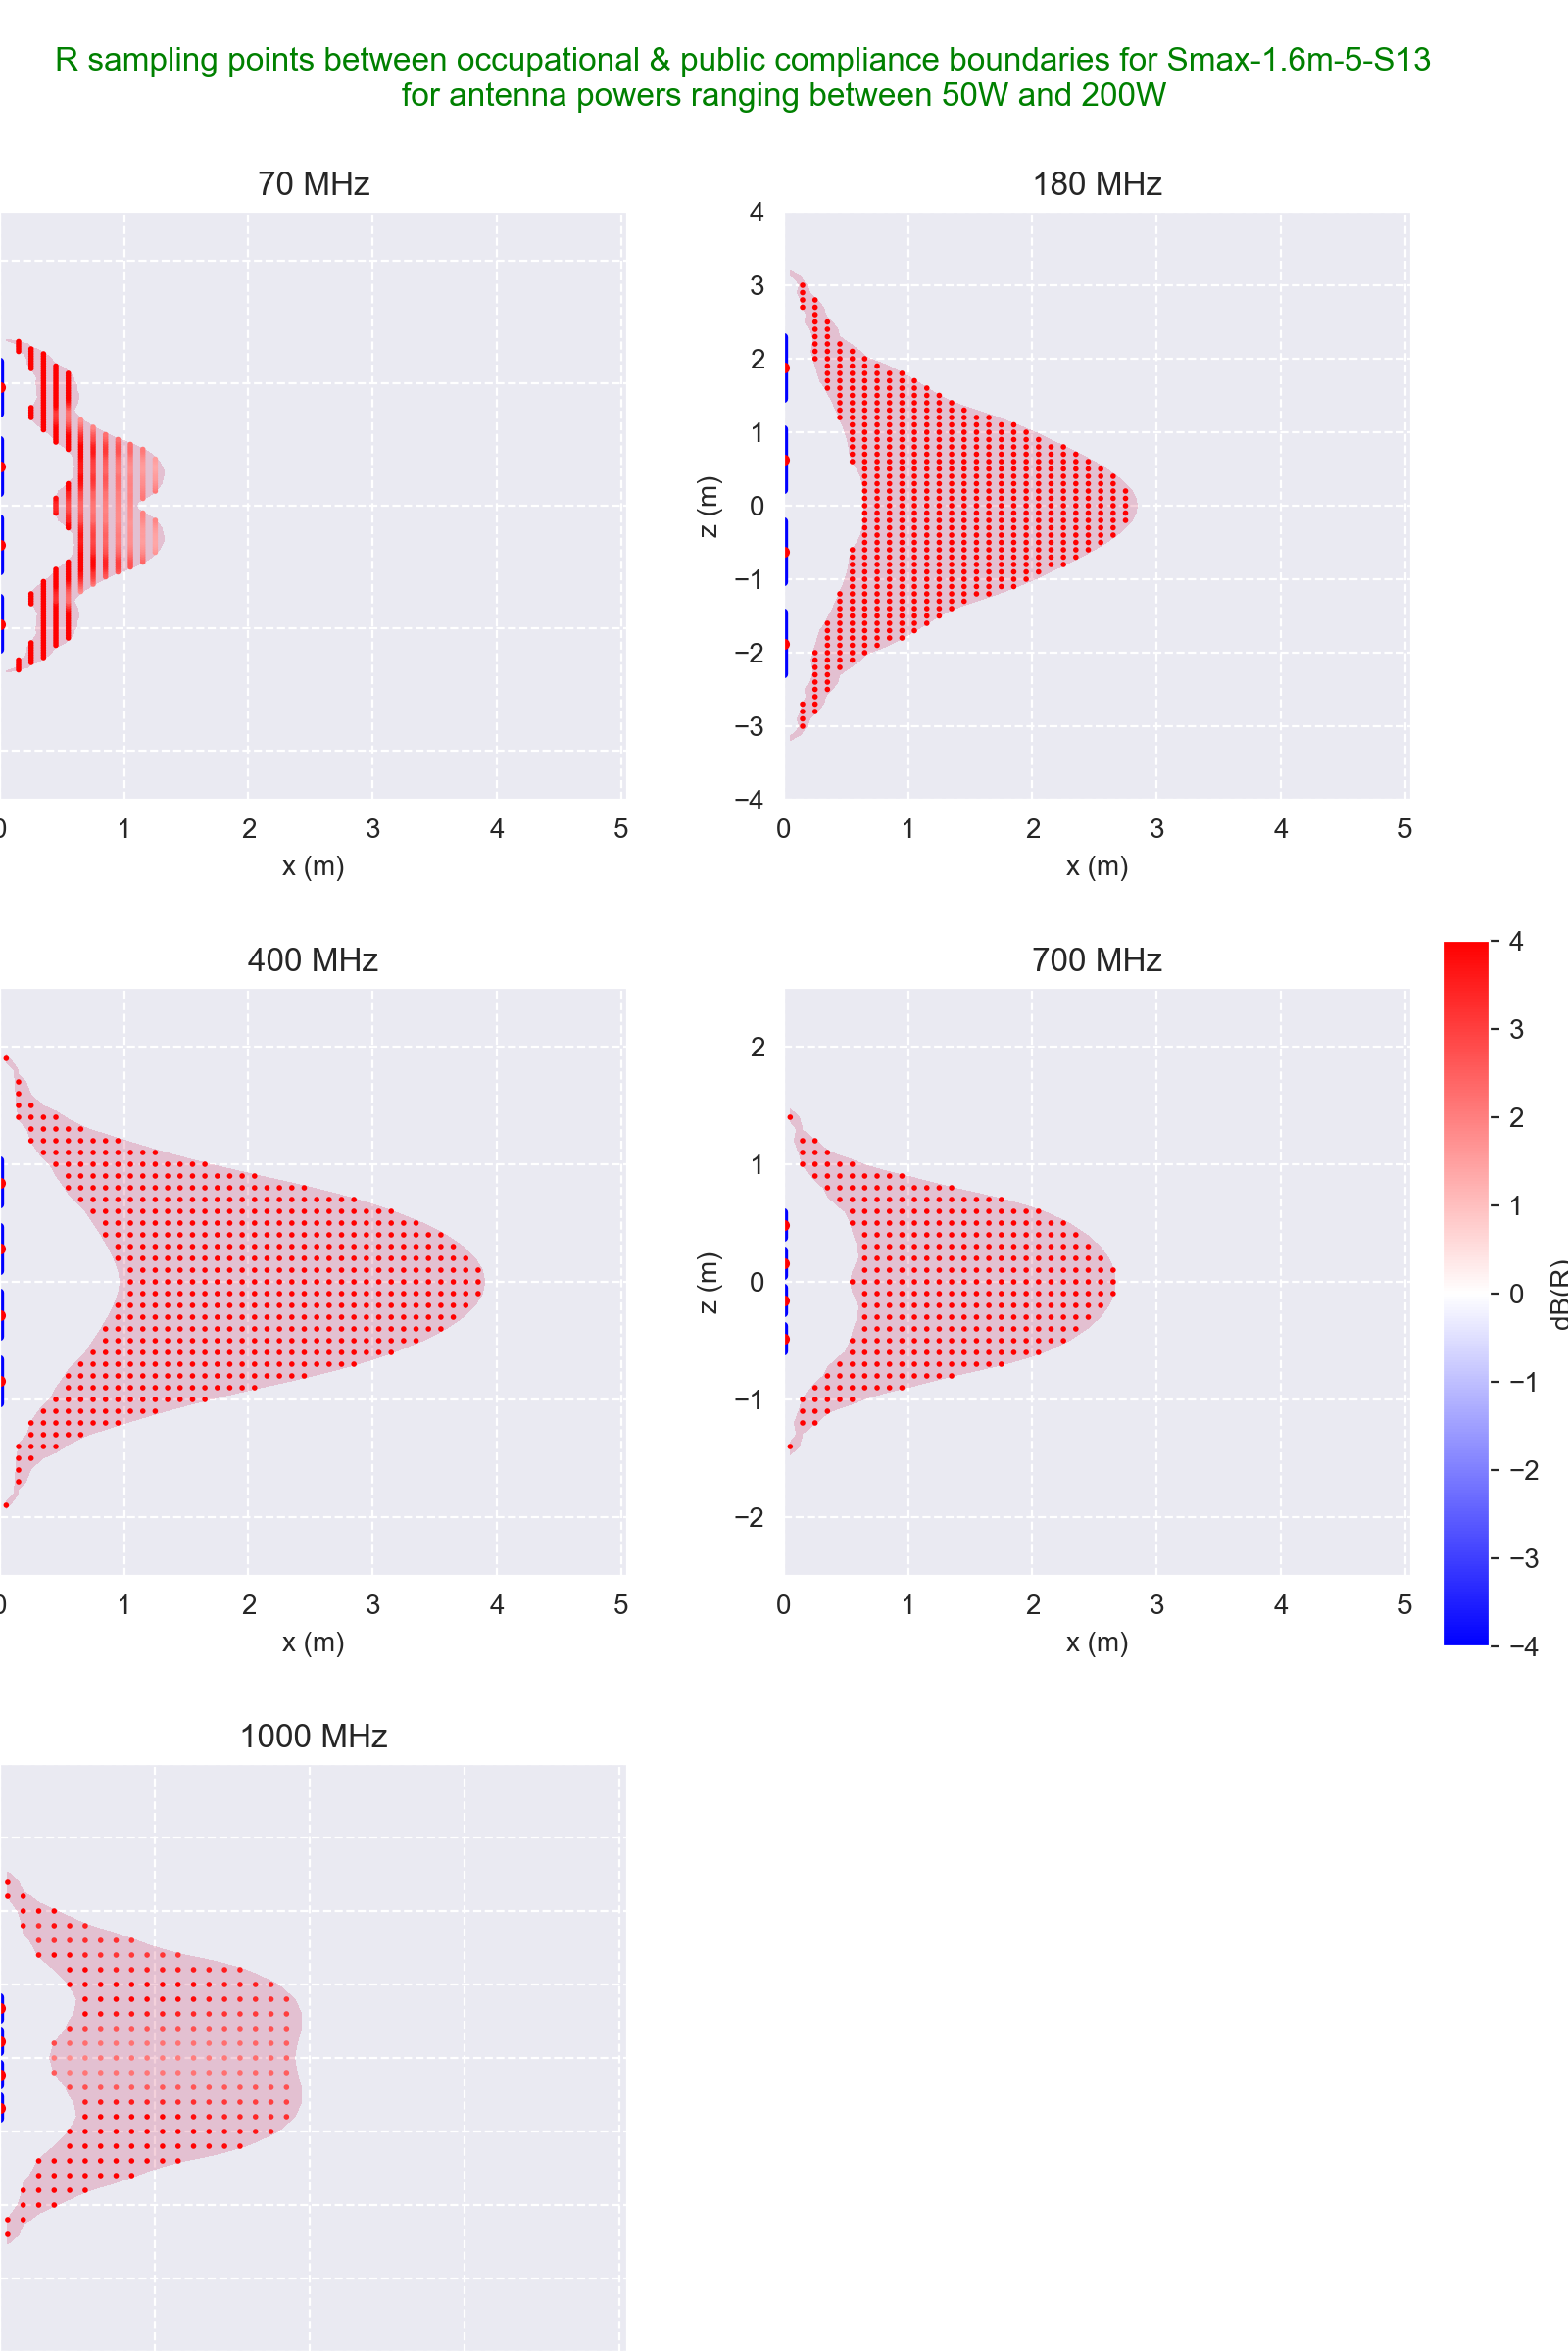 R sampling points between occupational & public compliance boundaries for Smax-1.6m-5-S13
for antenna powers ranging between 50W and 200W
70 MHz
180 MHz
4
3
2
1
0
−1
−2
−3
−4
z (m)
0 1 2 3 4 5
x (m)
0 1 2 3 4 5
x (m)
400 MHz
700 MHz
2
1
0
−1
−2
z (m)
0 1 2 3 4 5
x (m)
0 1 2 3 4 5
x (m)
4
3
2
1
0
−1
−2
−3
−4
dB(R)
1000 MHz